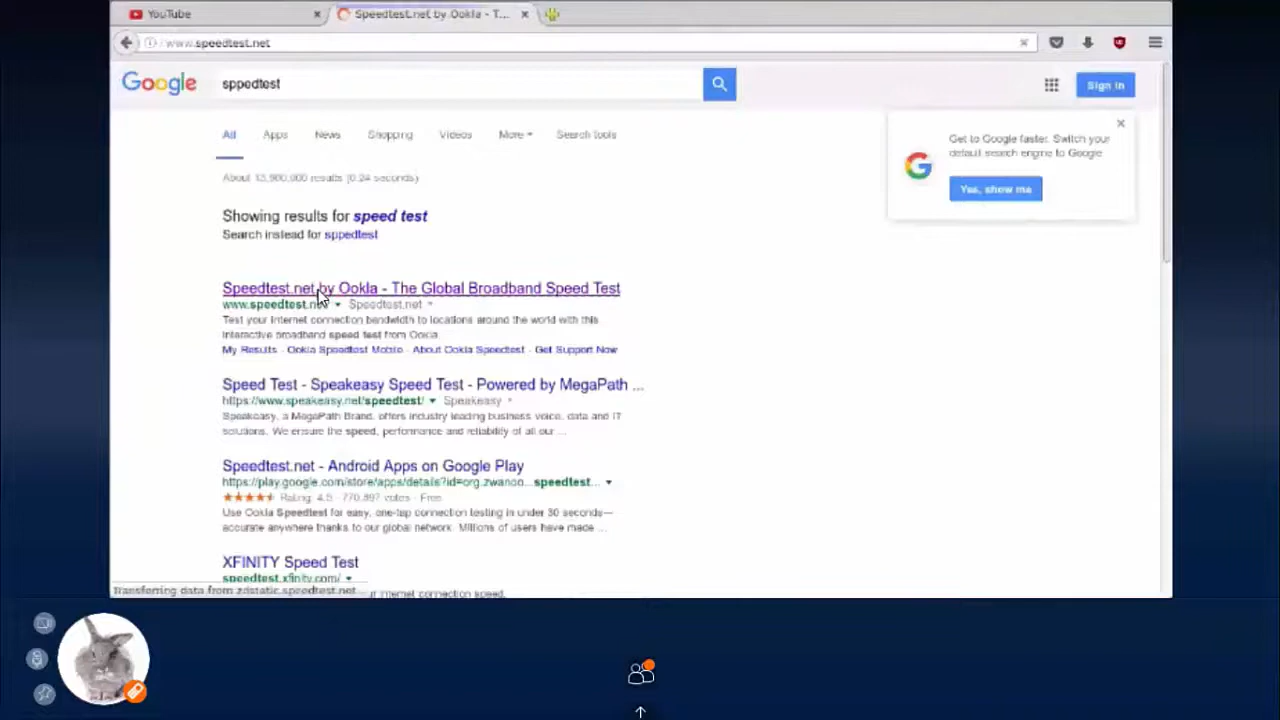 YouTube
Speedtest.net by Ookla - T...
www.speedtest.net
Google
sppedtest
Sign in
All
Apps
News
Shopping
Videos
More
Search tools
About 13,900,000 results (0.24 seconds)
Get to Google faster. Switch your
default search engine to Google
Yes, show me
Showing results for speed test
Search instead for sppedtest
Speedtest.net by Ookla - The Global Broadband Speed Test
www.speedtest.net/ Speedtest.net
Test your Internet connection bandwidth to locations around the world with this
interactive broadband speed test from Ookla.
My Results - Ookla Speedtest Mobile - About Ookla Speedtest - Get Support Now
Speed Test - Speakeasy Speed Test - Powered by MegaPath ...
https://www.speakeasy.net/speedtest/ Speakeasy
Speakeasy, a MegaPath Brand, offers industry leading business voice, data and IT
solutions. We ensure the speed, performance and reliability of all our ...
Speedtest.net - Android Apps on Google Play
https://play.google.com/store/apps/details?id=org.zwanoo...speedtest...
Rating: 4.5 - 770,897 votes - Free
Use Ookla Speedtest for easy, one-tap connection testing in under 30 seconds—
accurate anywhere thanks to our global network. Millions of users have made ...
XFINITY Speed Test
speedtest.xfinity.com/
Transferring data from zdstatic.speedtest.net...
ur Internet connection speed.